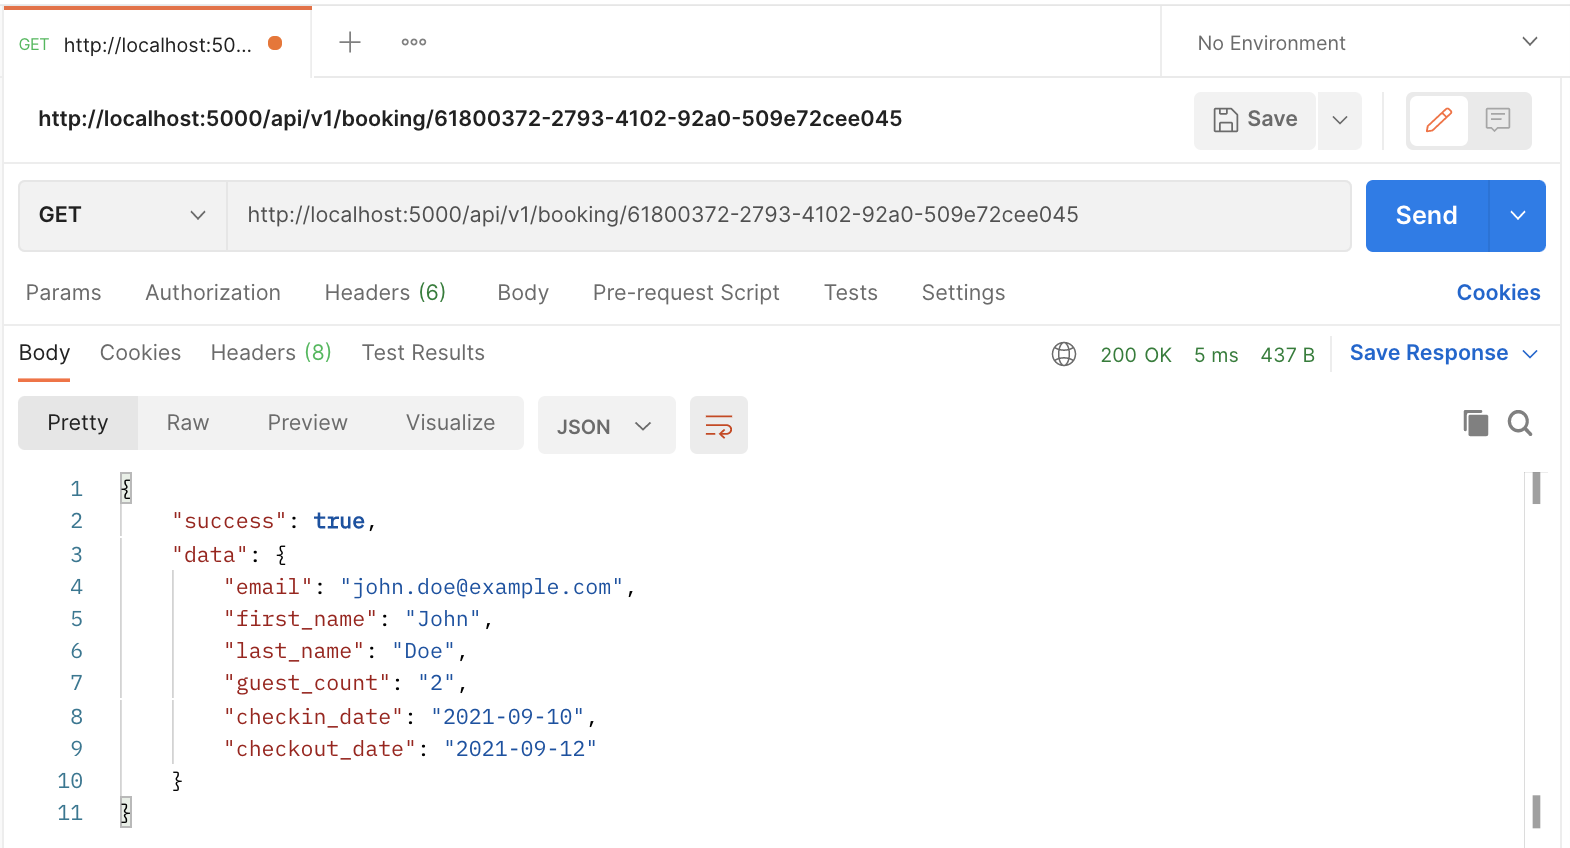 GET http://localhost:50...
No Environment
http://localhost:5000/api/v1/booking/61800372-2793-4102-92a0-509e72cee045
Save
GET
http://localhost:5000/api/v1/booking/61800372-2793-4102-92a0-509e72cee045
Send
Params Authorization Headers (6) Body Pre-request Script Tests Settings Cookies
Body Cookies Headers (8) Test Results 200 OK 5 ms 437 B Save Response
Pretty Raw Preview Visualize JSON
1 {
2 "success": true,
3 "data": {
4 "email": "john.doe@example.com",
5 "first_name": "John",
6 "last_name": "Doe",
7 "guest_count": "2",
8 "checkin_date": "2021-09-10",
9 "checkout_date": "2021-09-12"
10 }
11 }